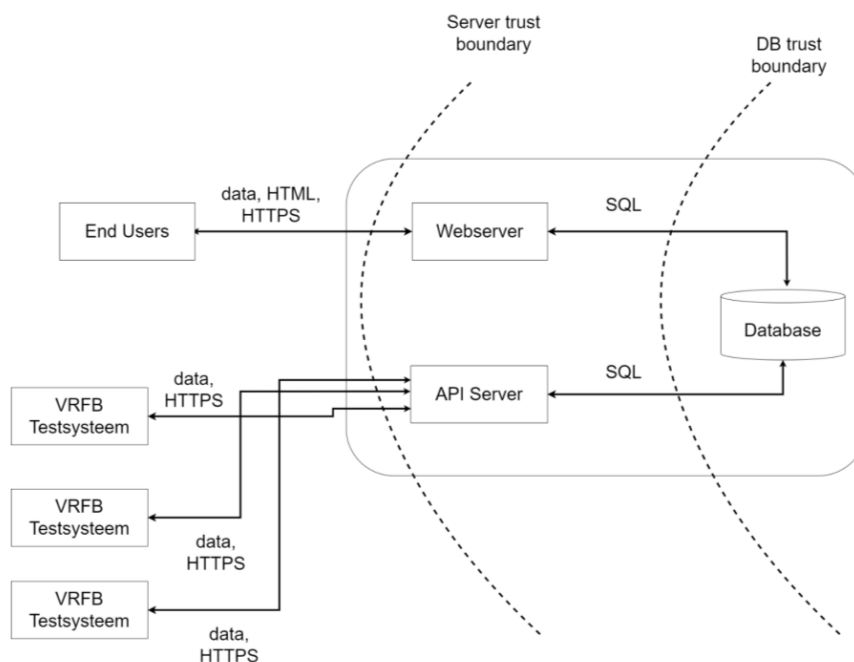 Server trust
boundary
DB trust
boundary
data, HTML,
HTTPS
SQL
End Users
Webserver
Database
data,
HTTPS
SQL
API Server
VRFB
Testsysteem
VRFB
Testsysteem
data,
HTTPS
VRFB
Testsysteem
data,
HTTPS